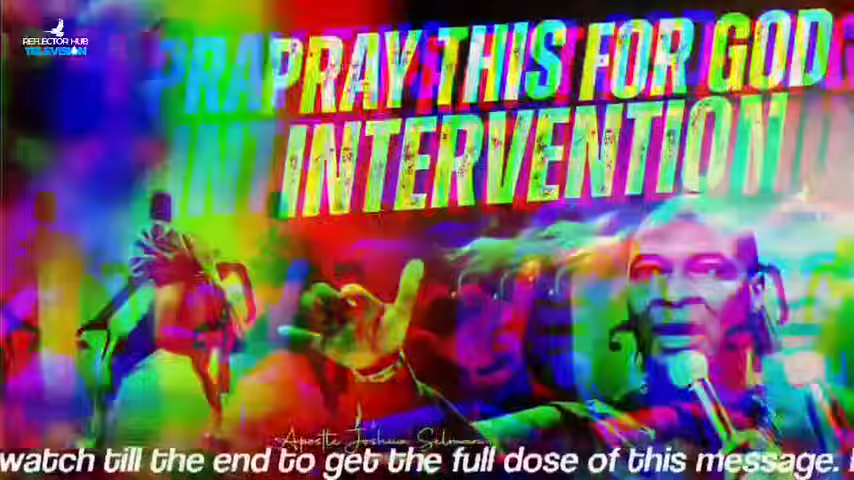 REFLECTOR HUB
TELEVISION
PRAY THIS FOR GOD
INTERVENTION
Apostle Joshua Selman
watch till the end to get the full dose of this message.